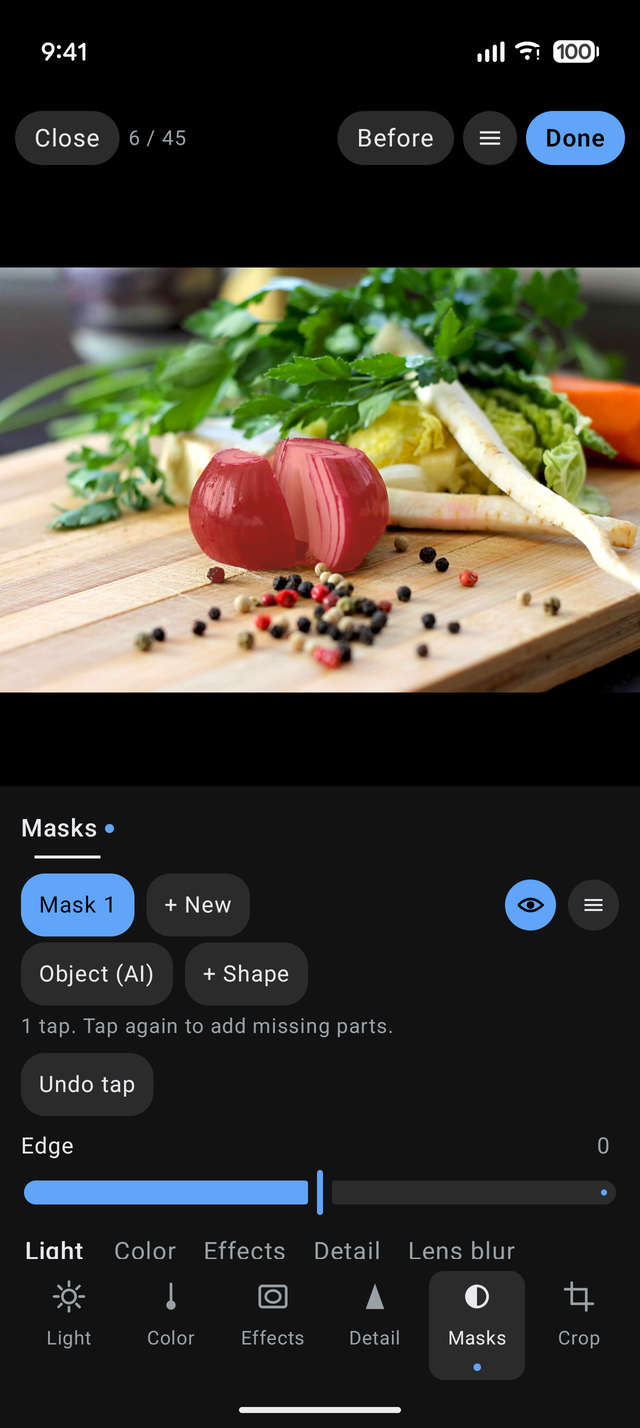 9:41
100
Close 6 / 45 Before Done
Masks
Mask 1 + New
Object (AI) + Shape
1 tap. Tap again to add missing parts.
Undo tap
Edge 0
Light Color Effects Detail Lens blur
Light Color Effects Detail Masks Crop